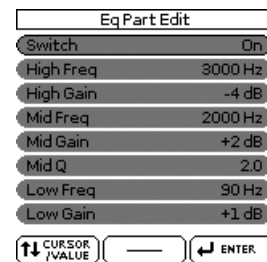 Eq Part Edit
Switch On
High Freq 3000 Hz
High Gain -4 dB
Mid Freq 2000 Hz
Mid Gain +2 dB
Mid Q 2.0
Low Freq 90 Hz
Low Gain +1 dB
CURSOR
/VALUE
ENTER